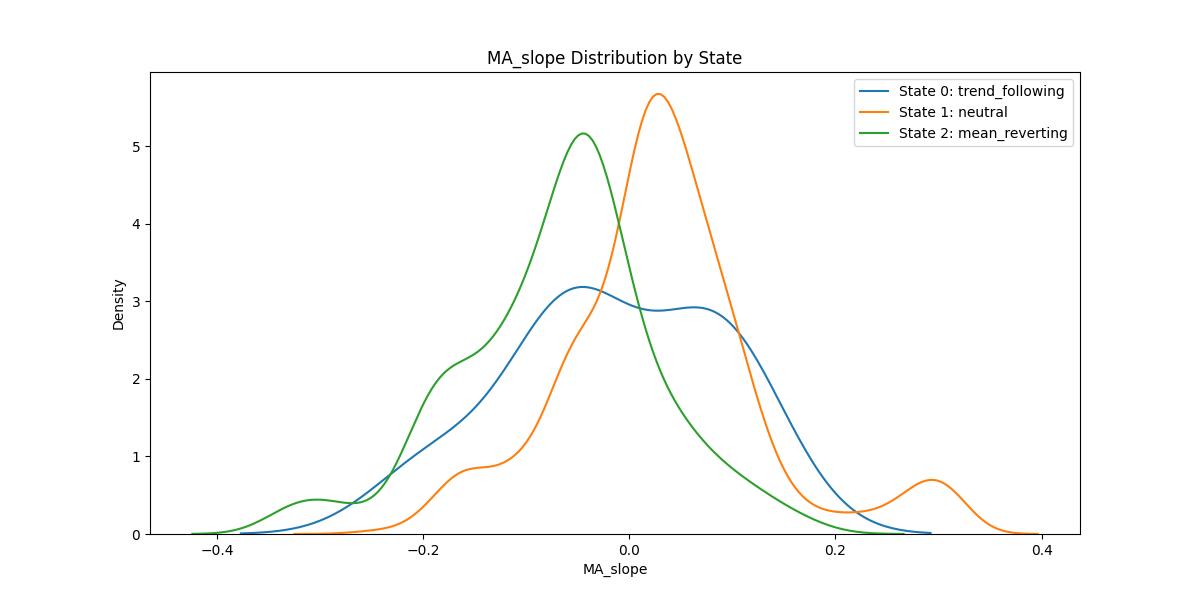 MA_slope Distribution by State
State 0: trend_following
State 1: neutral
State 2: mean_reverting
Density
5
4
3
2
1
0
−0.4
−0.2
0.0
0.2
0.4
MA_slope